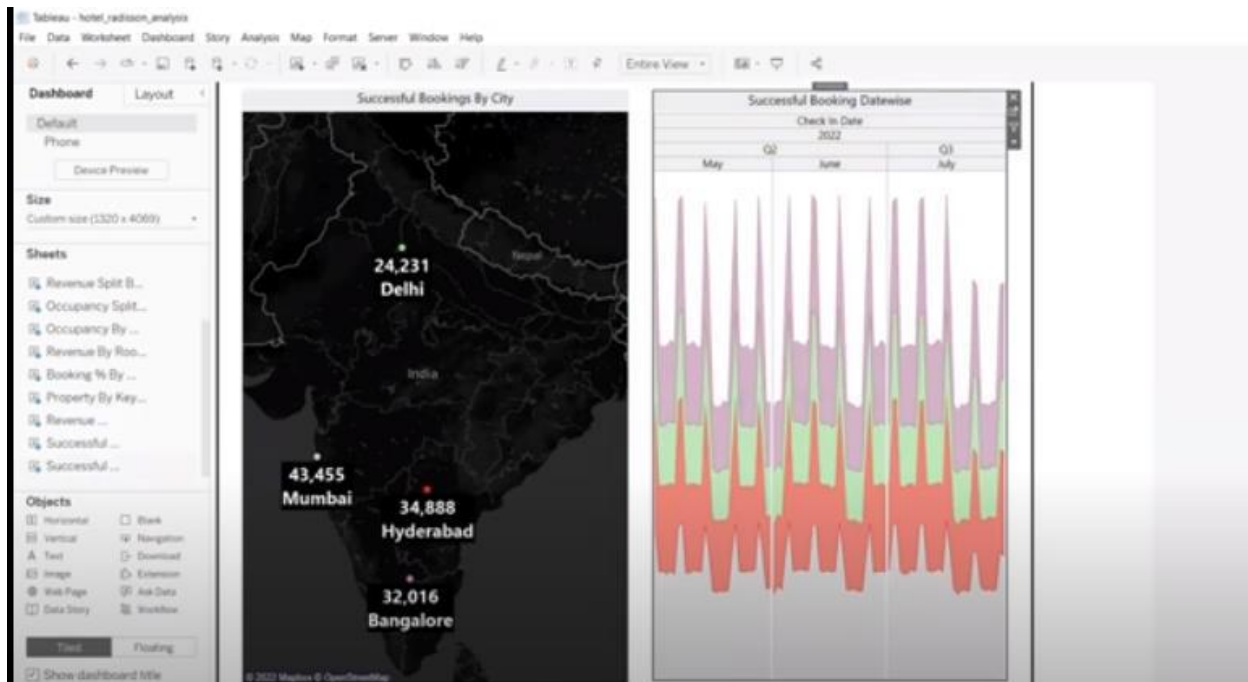 Tableau - hotel_radisson_analysis
File Data Worksheet Dashboard Story Analysis Map Format Server Window Help
Entire View
Dashboard Layout
Default
Phone
Device Preview
Size
Custom size (1320 x 4069)
Sheets
Revenue Split B...
Occupancy Split...
Occupancy By ...
Revenue By Roo...
Booking % By ...
Property By Key...
Revenue ...
Successful ...
Successful ...
Objects
Horizontal Blank
Vertical Navigation
A Text Download
Image Extension
Web Page Ask Data
Data Story Workflow
Tiled Floating
Show dashboard title
Successful Bookings By City
Nepal
24,231
Delhi
India
43,455
Mumbai
34,888
Hyderabad
32,016
Bangalore
© 2022 Mapbox © OpenStreetMap
Successful Booking Datewise
Check In Date
2022
Q2 Q3
May June July